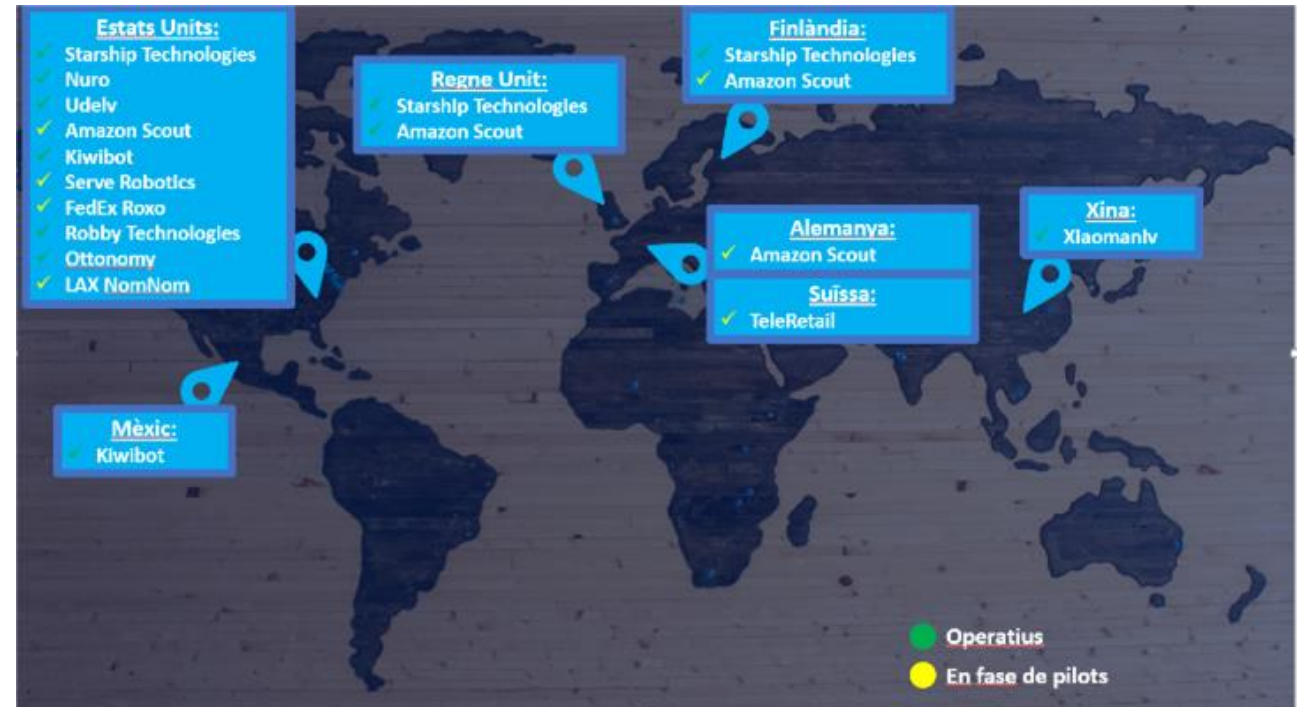 Estats Units:
Starship Technologies
Nuro
Udelv
Amazon Scout
Kiwibot
Serve Robotics
FedEx Roxo
Robby Technologies
Ottonomy
LAX NomNom
Regne Unit:
Starship Technologies
Amazon Scout
Finlàndia:
Starship Technologies
Amazon Scout
Alemanya:
Amazon Scout
Suïssa:
TeleRetail
Xina:
Xiaomanlv
Mèxic:
Kiwibot
Operatius
En fase de pilots